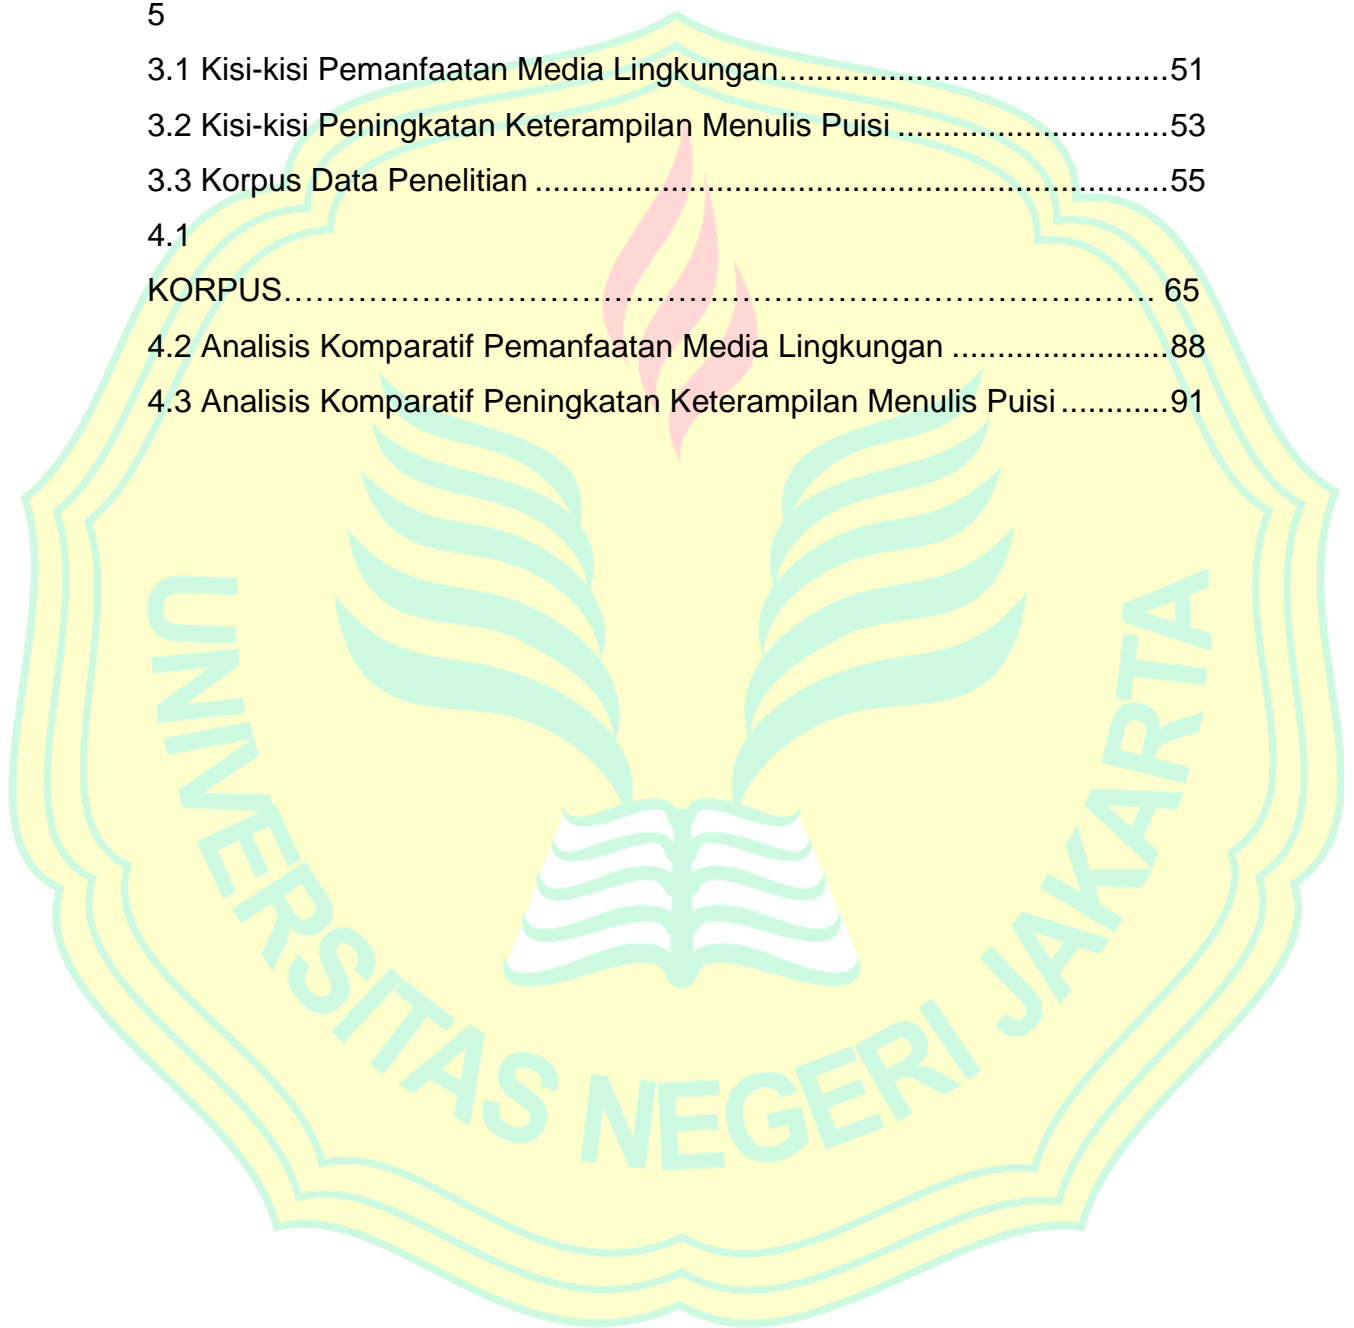 5
3.1 Kisi-kisi Pemanfaatan Media Lingkungan...........................................51
3.2 Kisi-kisi Peningkatan Keterampilan Menulis Puisi ..............................53
3.3 Korpus Data Penelitian ......................................................................55
4.1
KORPUS………………………………………………………………………. 65
4.2 Analisis Komparatif Pemanfaatan Media Lingkungan ........................88
4.3 Analisis Komparatif Peningkatan Keterampilan Menulis Puisi ............91
UNIVERSITAS NEGERI JAKARTA